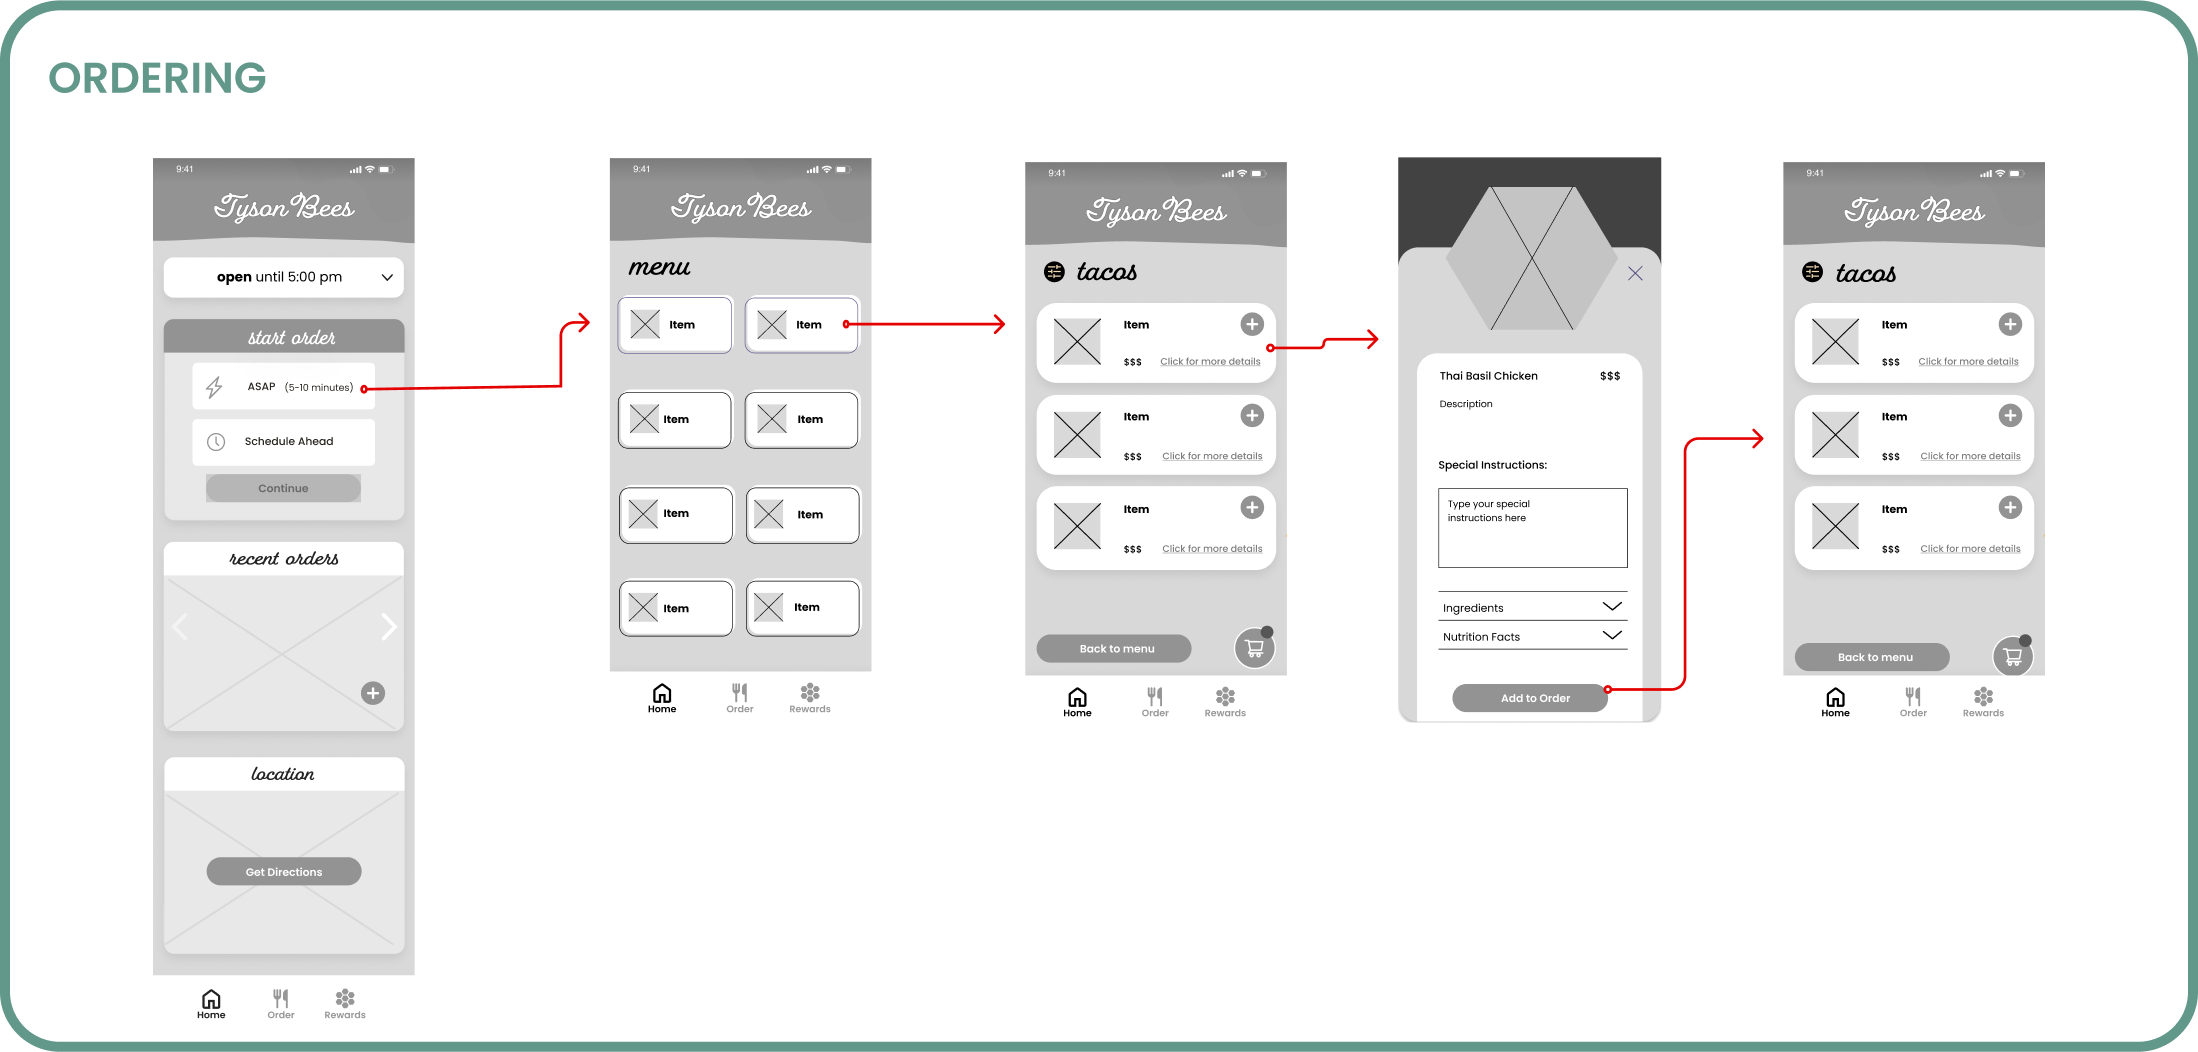 ORDERING
9:41
Tyson Bees
open until 5:00 pm
start order
ASAP (5-10 minutes)
Schedule Ahead
Continue
recent orders
location
Get Directions
Home Order Rewards
9:41
Tyson Bees
menu
Item Item
Item Item
Item Item
Item Item
Home Order Rewards
9:41
Tyson Bees
tacos
Item
$$$ Click for more details
Item
$$$ Click for more details
Item
$$$ Click for more details
Back to menu
Home Order Rewards
Thai Basil Chicken $$$
Description
Special Instructions:
Type your special
instructions here
Ingredients
Nutrition Facts
Add to Order
9:41
Tyson Bees
tacos
Item
$$$ Click for more details
Item
$$$ Click for more details
Item
$$$ Click for more details
Back to menu
Home Order Rewards